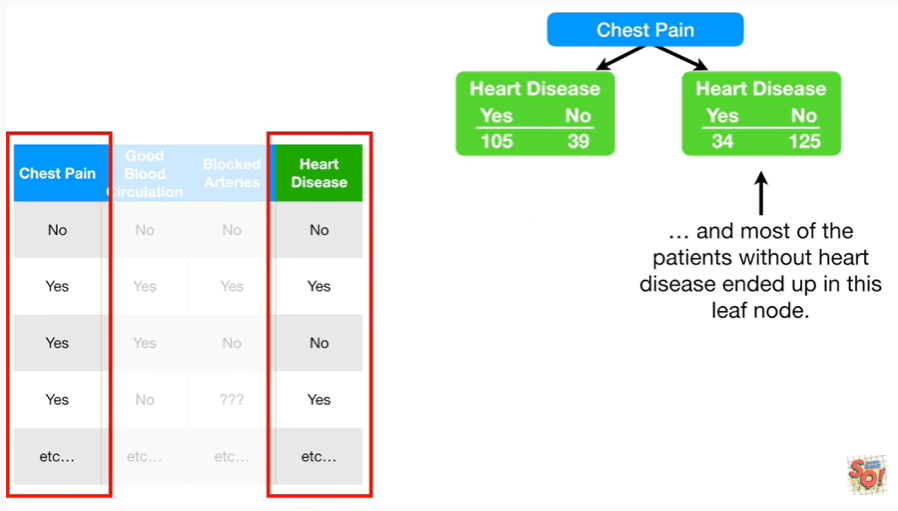 Chest Pain
Heart Disease
Yes No
105 39
Heart Disease
Yes No
34 125
... and most of the
patients without heart
disease ended up in this
leaf node.
Chest Pain Good Blood Circulation Blocked Arteries Heart Disease
No No No No
Yes Yes Yes Yes
Yes Yes No No
Yes No ??? Yes
etc... etc... etc... etc...
SQ!